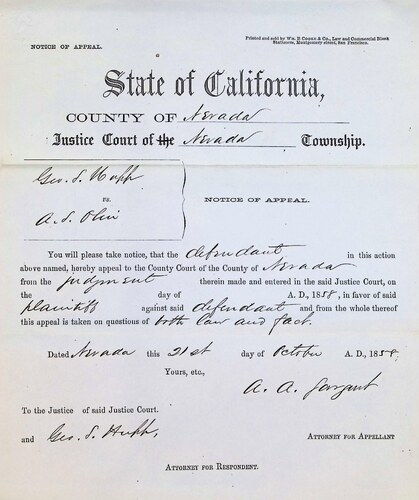 NOTICE OF APPEAL.
Printed and sold by Wm. B. Cooke & Co., Law and Commercial Blank
Stationers, Montgomery street, San Francisco.
State of California,
COUNTY OF Nevada
Justice Court of the Nevada Township.
Geo. S. Hupp
vs.
A. S. Olin
NOTICE OF APPEAL.
You will please take notice, that the defendant in this action
above named, hereby appeal to the County Court of the County of Nevada
from the judgment therein made and entered in the said Justice Court, on
the day of A. D., 1858, in favor of said
plaintiff against said defendant and from the whole thereof
this appeal is taken on questions of both law and fact.
Dated Nevada this 21st day of October A. D., 1858.
Yours, etc.,
A. A. Sargent
To the Justice of said Justice Court.
and Geo. S. Hupp,
ATTORNEY FOR APPELLANT
ATTORNEY FOR RESPONDENT.